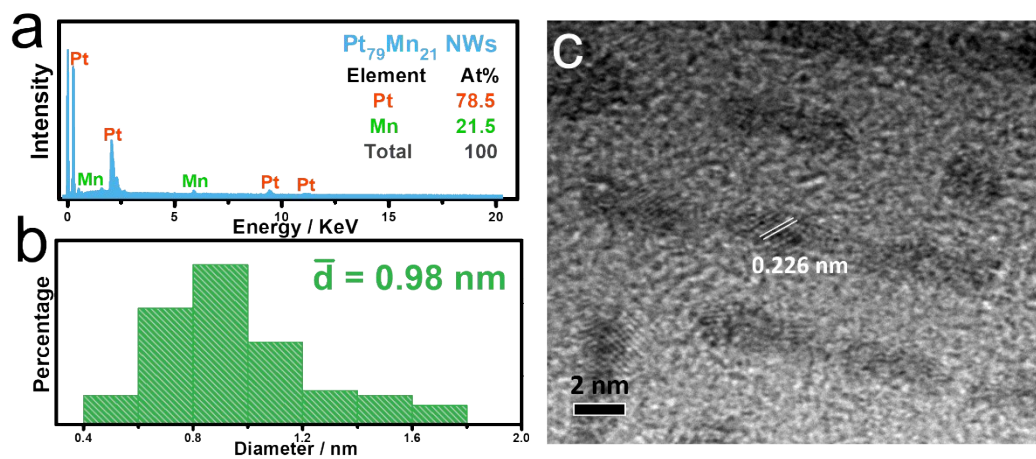 a
Pt₇₉Mn₂₁ NWs
Element At%
Pt 78.5
Mn 21.5
Total 100
Pt
Pt
Mn
Mn
Pt
Pt
Intensity
0 5 10 15 20
Energy / KeV
b
d̅ = 0.98 nm
Percentage
0.4 0.8 1.2 1.6 2.0
Diameter / nm
c
0.226 nm
2 nm